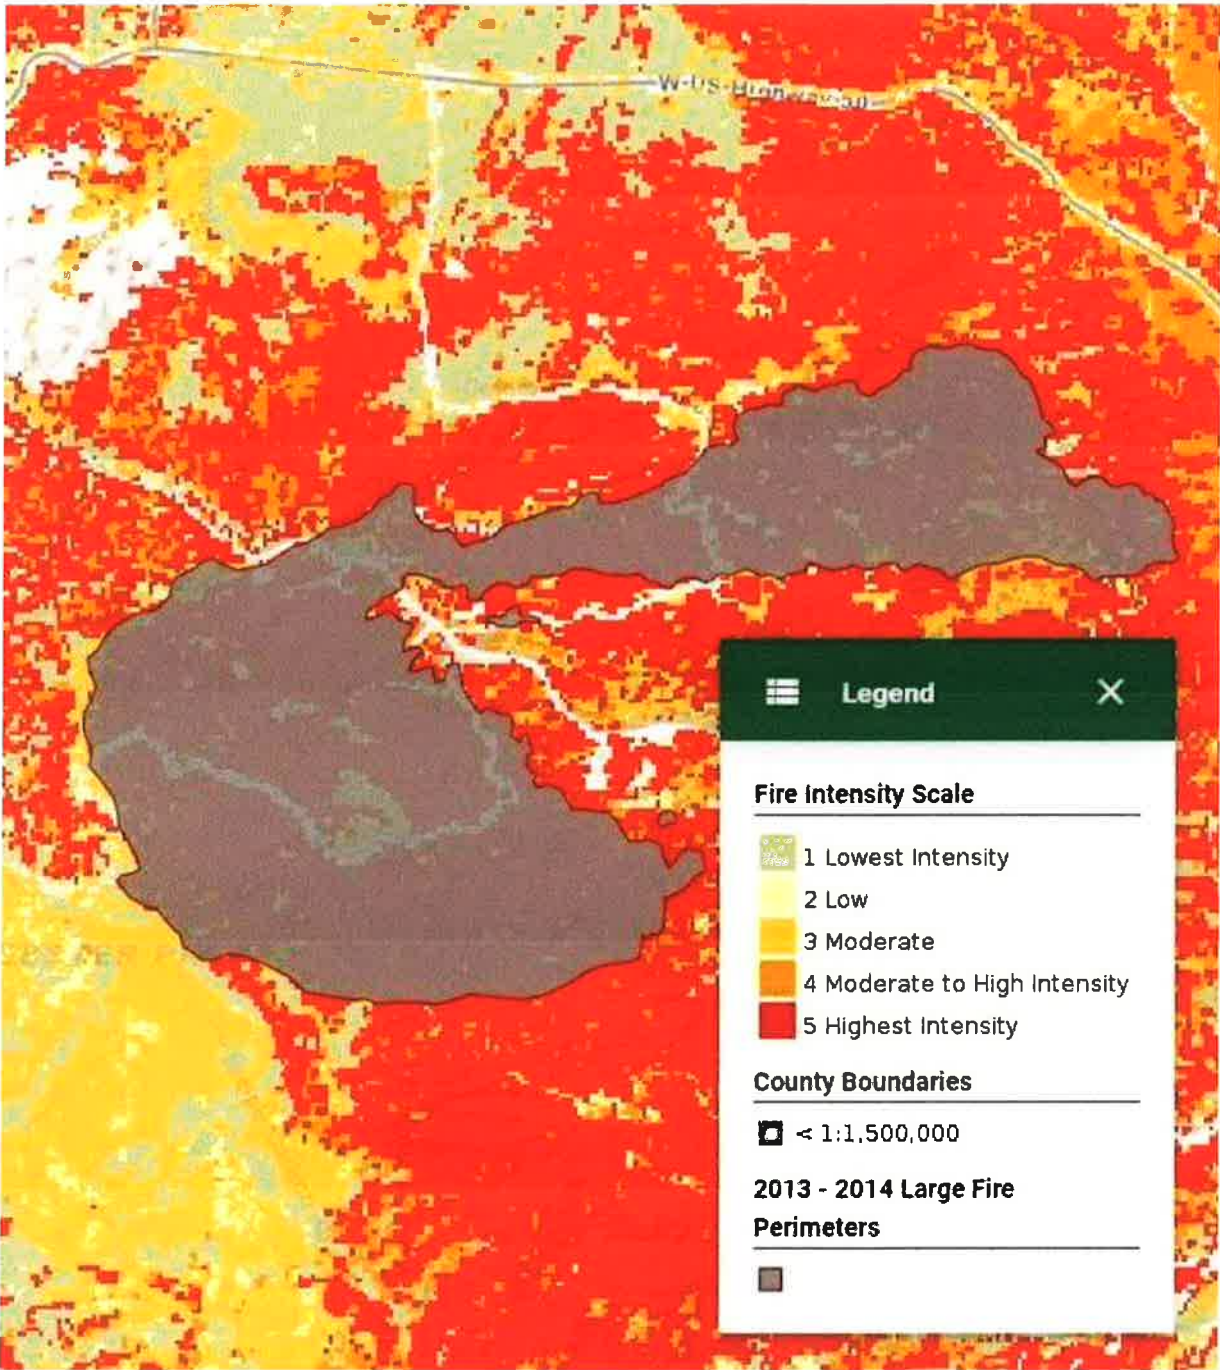 Legend
Fire Intensity Scale
1 Lowest Intensity
2 Low
3 Moderate
4 Moderate to High Intensity
5 Highest Intensity
County Boundaries
< 1:1,500,000
2013 - 2014 Large Fire
Perimeters